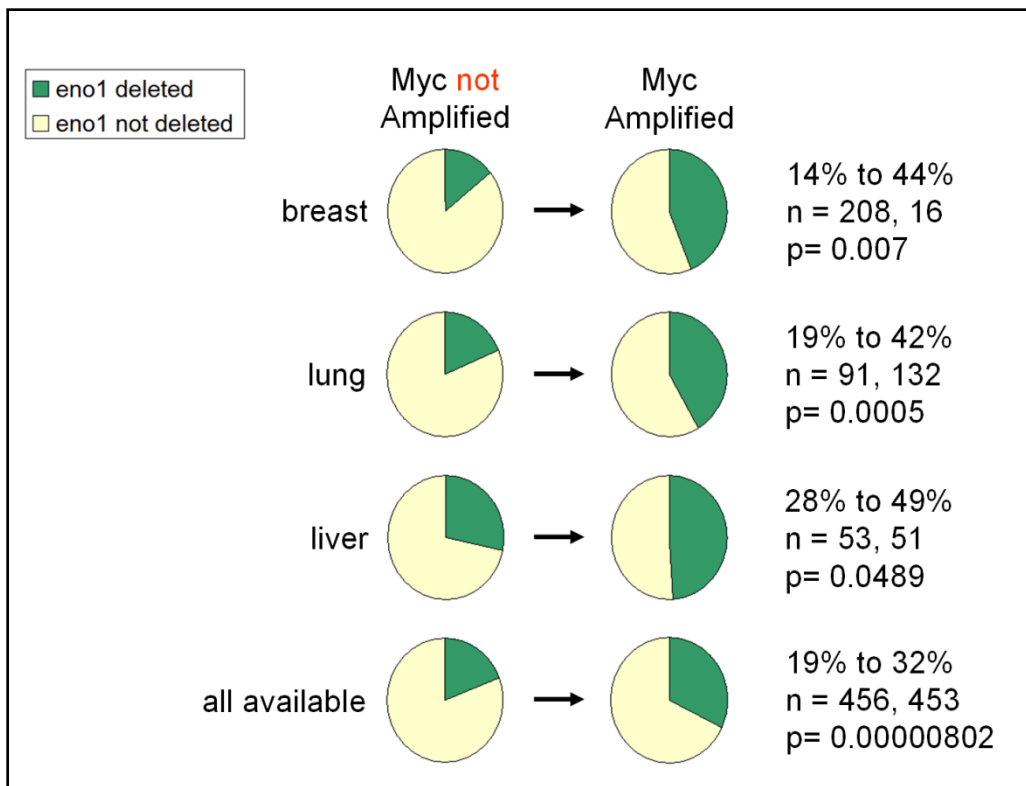 eno1 deleted
eno1 not deleted
Myc not
Amplified
Myc
Amplified
breast
14% to 44%
n = 208, 16
p= 0.007
lung
19% to 42%
n = 91, 132
p= 0.0005
liver
28% to 49%
n = 53, 51
p= 0.0489
all available
19% to 32%
n = 456, 453
p= 0.00000802